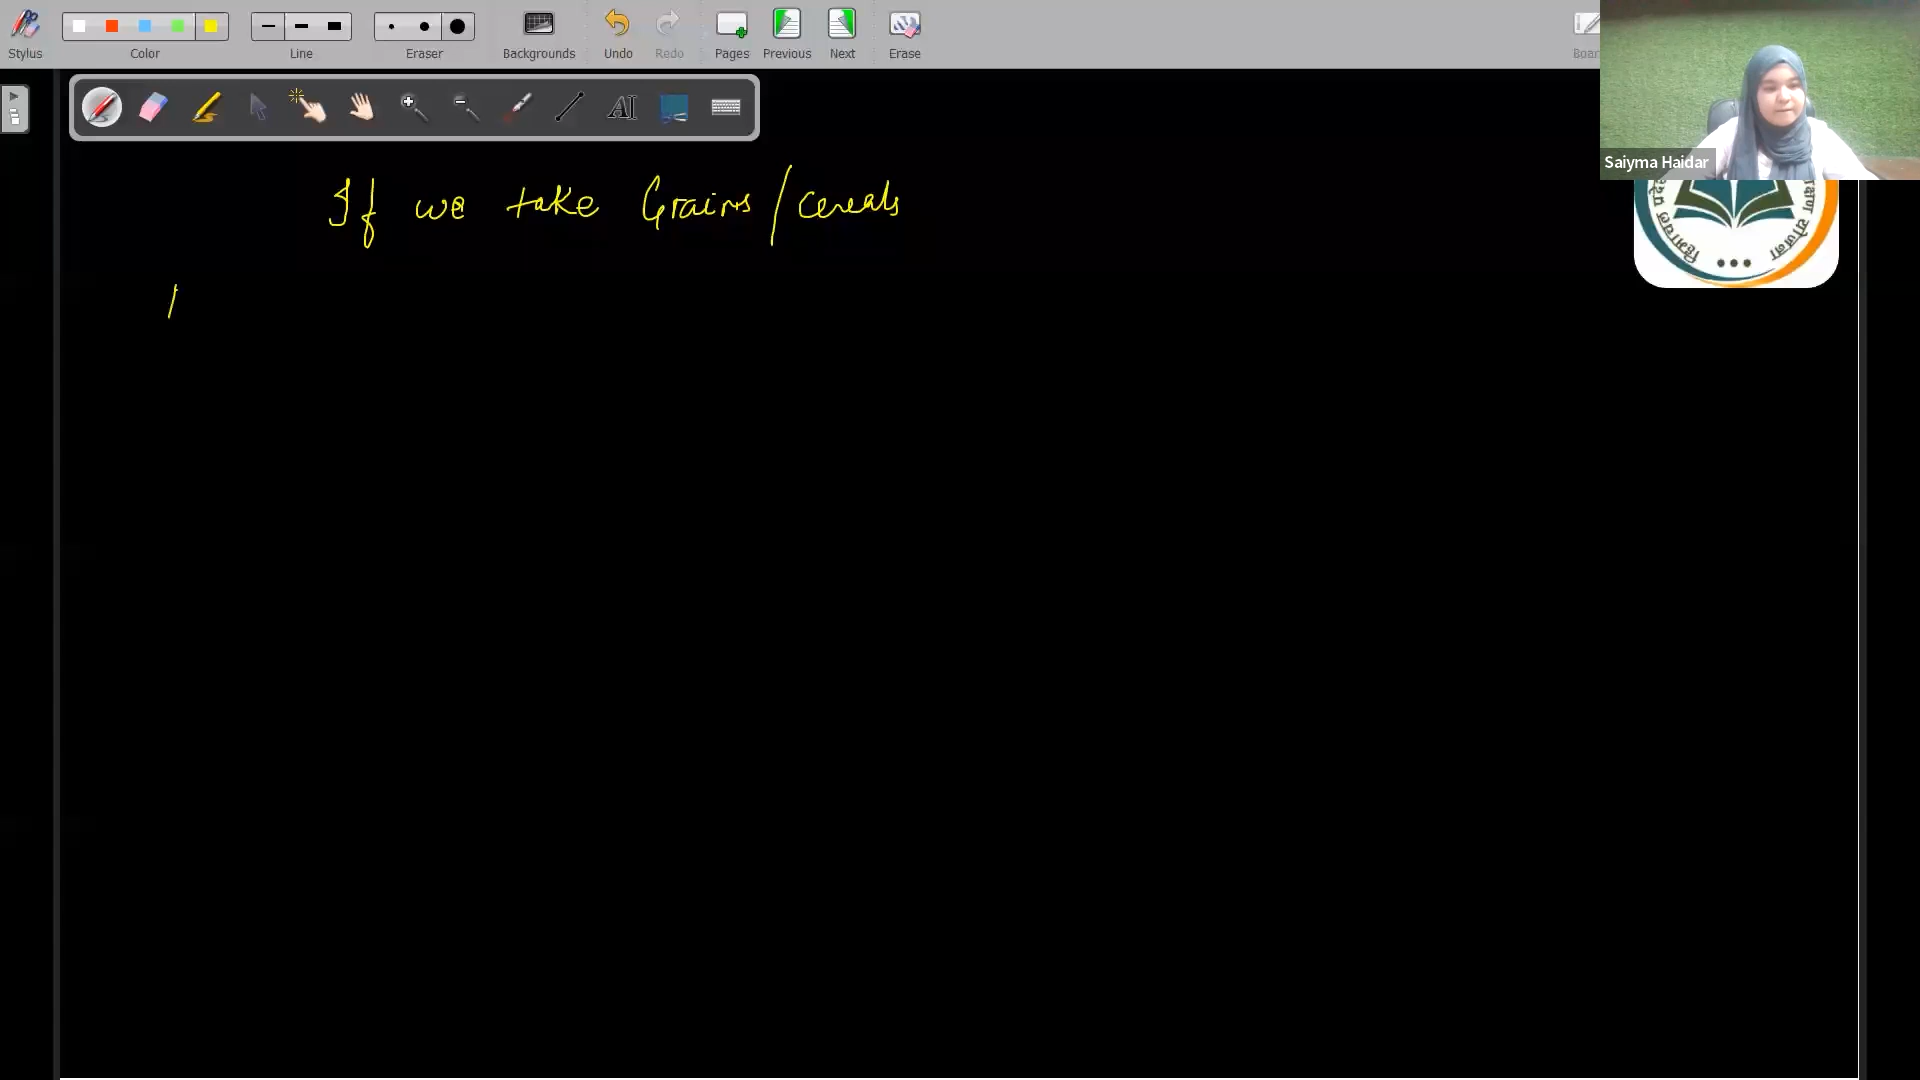 Stylus Color Line Eraser Backgrounds Undo Redo Pages Previous Next Erase
Saiyma Haidar
If we take Grains/cereals